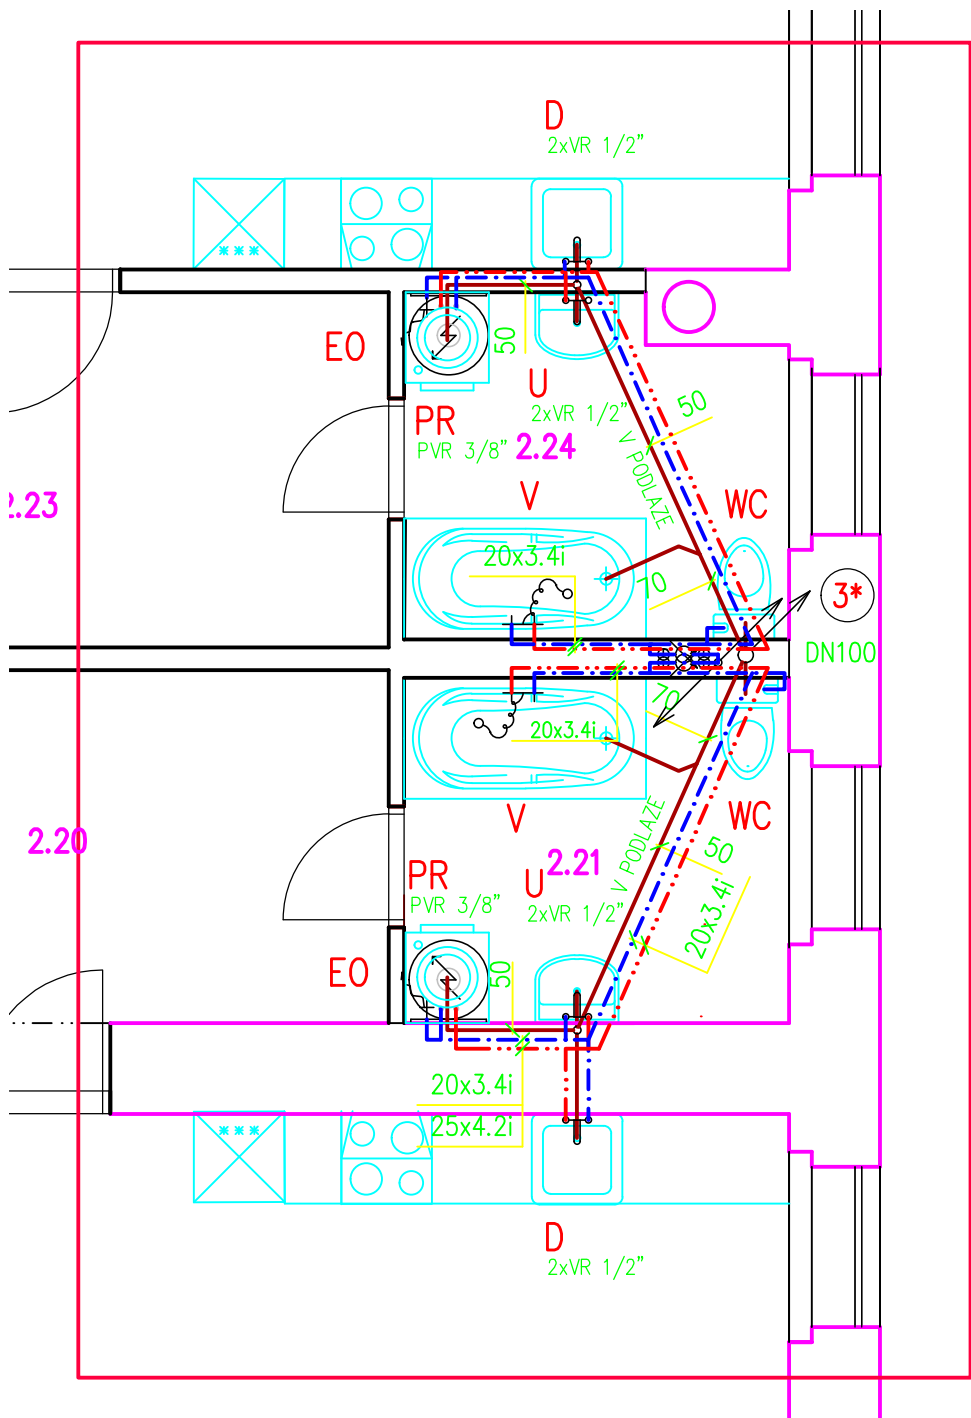 D
2xVR 1/2"
EO
50
U
50
PR
2xVR 1/2"
PVR 3/8"
2.24
V PODLAZE
2.23
V
WC
20x3.4i
70
3*
DN100
70
20x3.4i
V
WC
2.20
50
2.21
PR
U
V PODLAZE
PVR 3/8"
2xVR 1/2"
20x3.4i
EO
50
20x3.4i
25x4.2i
D
2xVR 1/2"